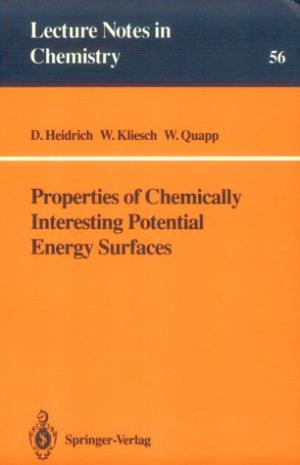 Lecture Notes in
Chemistry 56
D. Heidrich W. Kliesch W. Quapp
Properties of Chemically
Interesting Potential
Energy Surfaces
Springer-Verlag